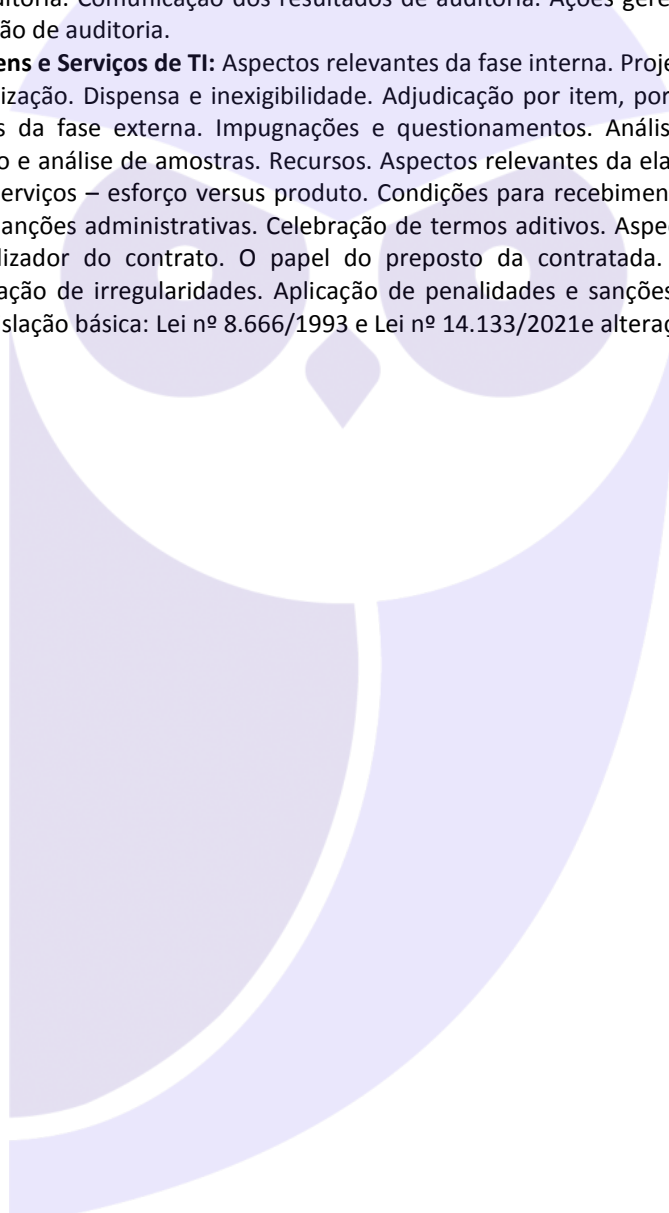 ditoria. Comunicação dos resultados de auditoria. Ações gere
ão de auditoria.
ens e Serviços de TI: Aspectos relevantes da fase interna. Proje
ização. Dispensa e inexigibilidade. Adjudicação por item, por
s da fase externa. Impugnações e questionamentos. Anális
o e análise de amostras. Recursos. Aspectos relevantes da ela
serviços – esforço versus produto. Condições para recebimen
sanções administrativas. Celebração de termos aditivos. Aspec
lizador do contrato. O papel do preposto da contratada.
ação de irregularidades. Aplicação de penalidades e sanções
slação básica: Lei nº 8.666/1993 e Lei nº 14.133/2021e alteraç